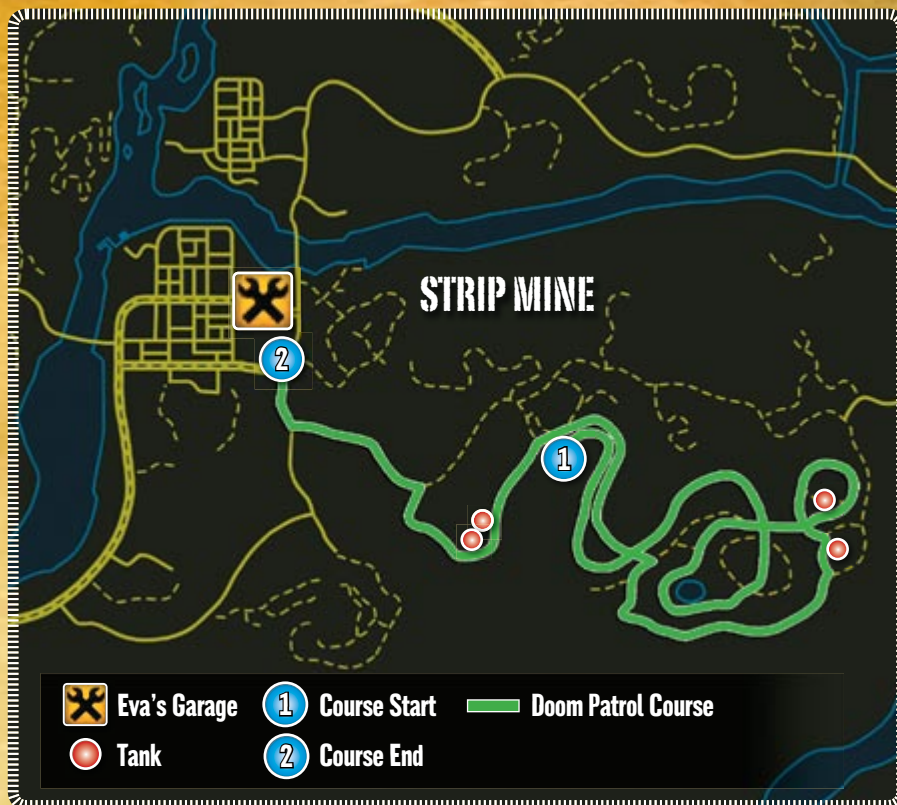 STRIP MINE
2
1
Eva's Garage
1 Course Start
Doom Patrol Course
Tank
2 Course End